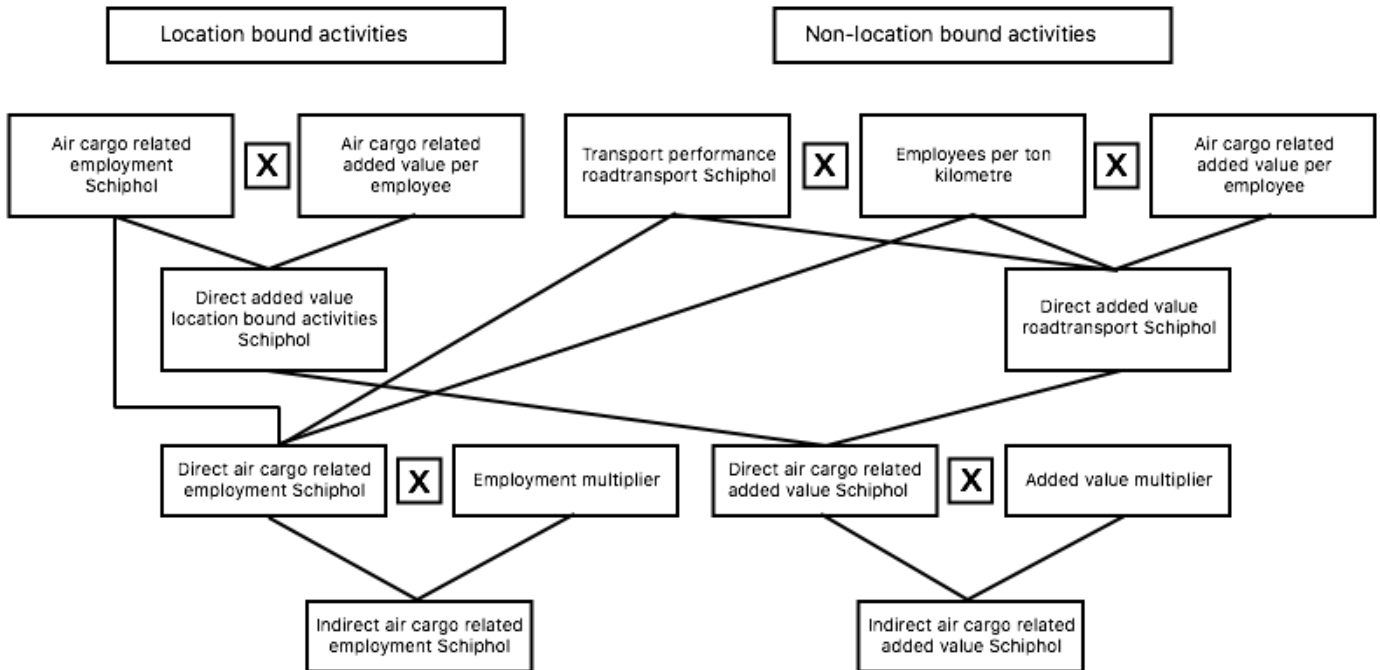 Location bound activities
Non-location bound activities
Air cargo related
employment
Schiphol
X
Air cargo related
added value per
employee
Transport performance
roadtransport Schiphol
X
Employees per ton
kilometre
X
Air cargo related
added value per
employee
Direct added value
location bound activities
Schiphol
Direct added value
roadtransport Schiphol
Direct air cargo related
employment Schiphol
X
Employment multiplier
Direct air cargo related
added value Schiphol
X
Added value multiplier
Indirect air cargo related
employment Schiphol
Indirect air cargo related
added value Schiphol